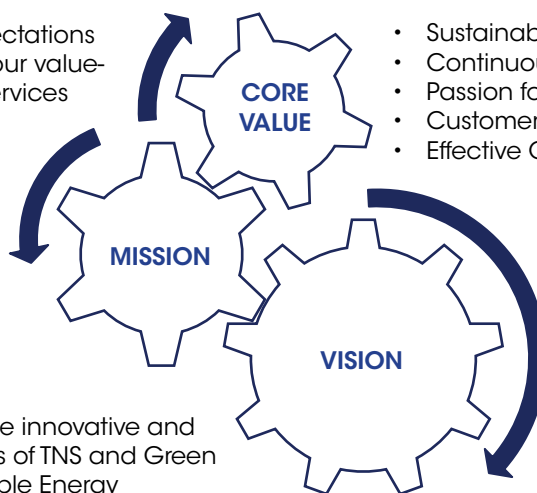 ectations
our value-
ervices
CORE
VALUE
• Sustainab
• Continuou
• Passion fo
• Customer
• Effective
MISSION
VISION
e innovative and
s of TNS and Green
ble Energy